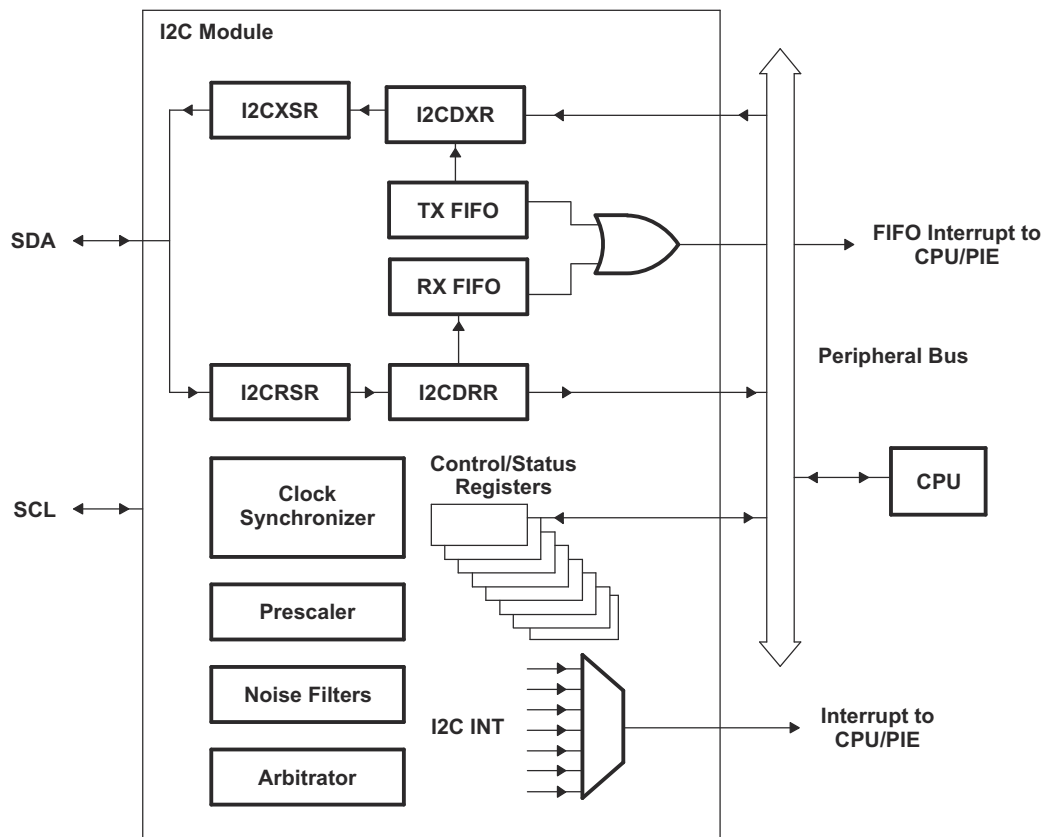 I2C Module
I2CXSR
I2CDXR
TX FIFO
SDA
FIFO Interrupt to
CPU/PIE
RX FIFO
Peripheral Bus
I2CRSR
I2CDRR
Control/Status
Registers
CPU
Clock
Synchronizer
SCL
Prescaler
Noise Filters
I2C INT
Interrupt to
CPU/PIE
Arbitrator